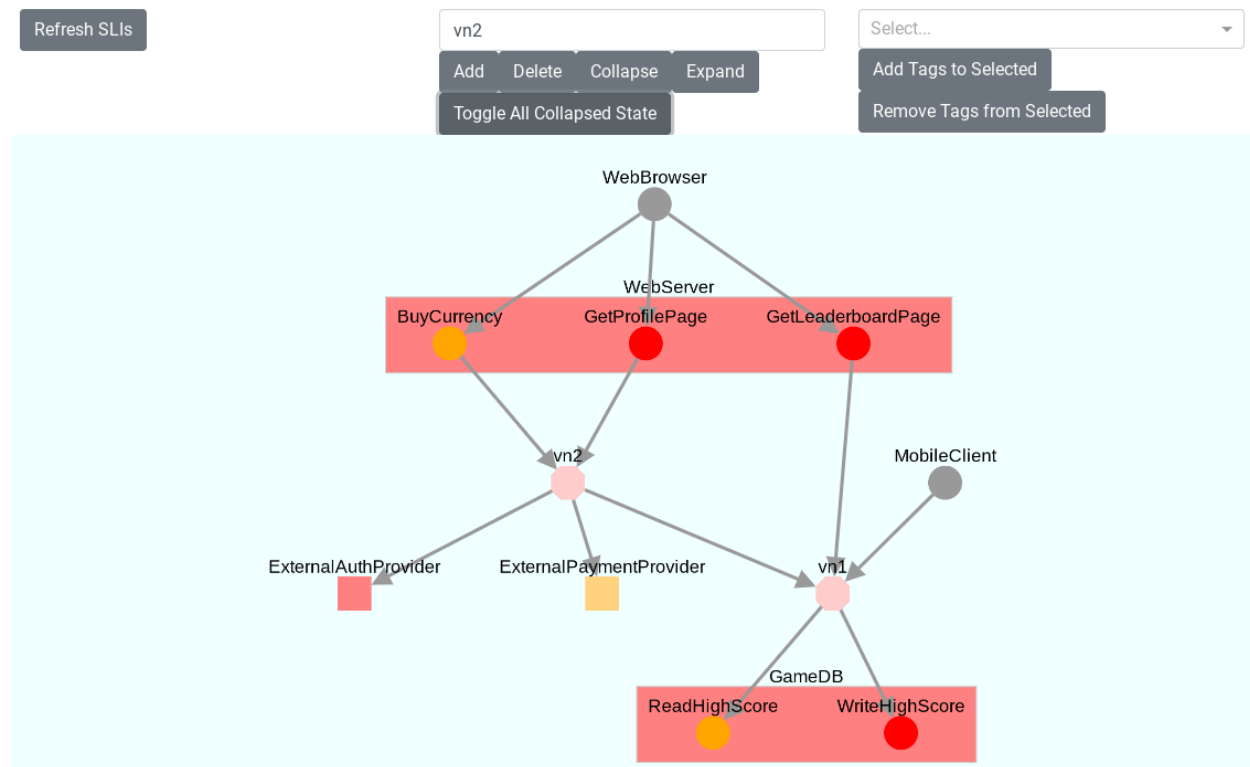 Refresh SLIs
vn2
Select...
Add
Delete
Collapse
Expand
Add Tags to Selected
Toggle All Collapsed State
Remove Tags from Selected
WebBrowser
WebServer
BuyCurrency
GetProfilePage
GetLeaderboardPage
vn2
MobileClient
ExternalAuthProvider
ExternalPaymentProvider
vn1
GameDB
ReadHighScore
WriteHighScore